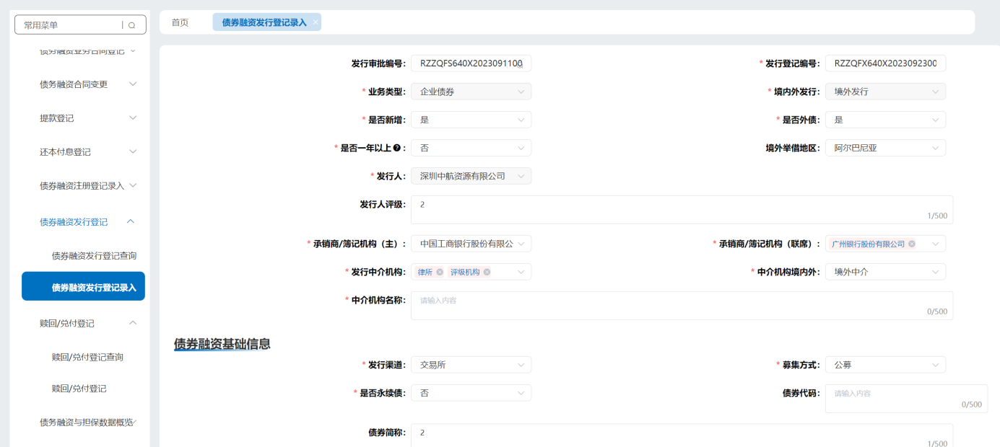 常用菜单
首页
债券融资发行登记录入
债务融资业务合同登记
债务融资合同变更
提款登记
还本付息登记
债券融资注册登记录入
债券融资发行登记
债券融资发行登记查询
债券融资发行登记录入
赎回/兑付登记
赎回/兑付登记查询
赎回/兑付登记
债务融资与担保数据概览
发行审批编号: RZZQFS640X2023091100
* 发行登记编号: RZZQFX640X2023092300
* 业务类型: 企业债券
* 境内外发行: 境外发行
* 是否新增: 是
* 是否外债: 是
* 是否一年以上 ?: 否
境外举借地区: 阿尔巴尼亚
* 发行人: 深圳中航资源有限公司
发行人评级: 2
1/500
* 承销商/簿记机构（主）: 中国工商银行股份有限公
* 承销商/簿记机构（联席）: 广州银行股份有限公司
* 发行中介机构: 律所 评级机构
* 中介机构境内外: 境外中介
* 中介机构名称: 请输入内容
0/500
债券融资基础信息
* 发行渠道: 交易所
* 募集方式: 公募
* 是否永续债: 否
债券代码: 请输入内容
0/500
债券简称: 2
1/500